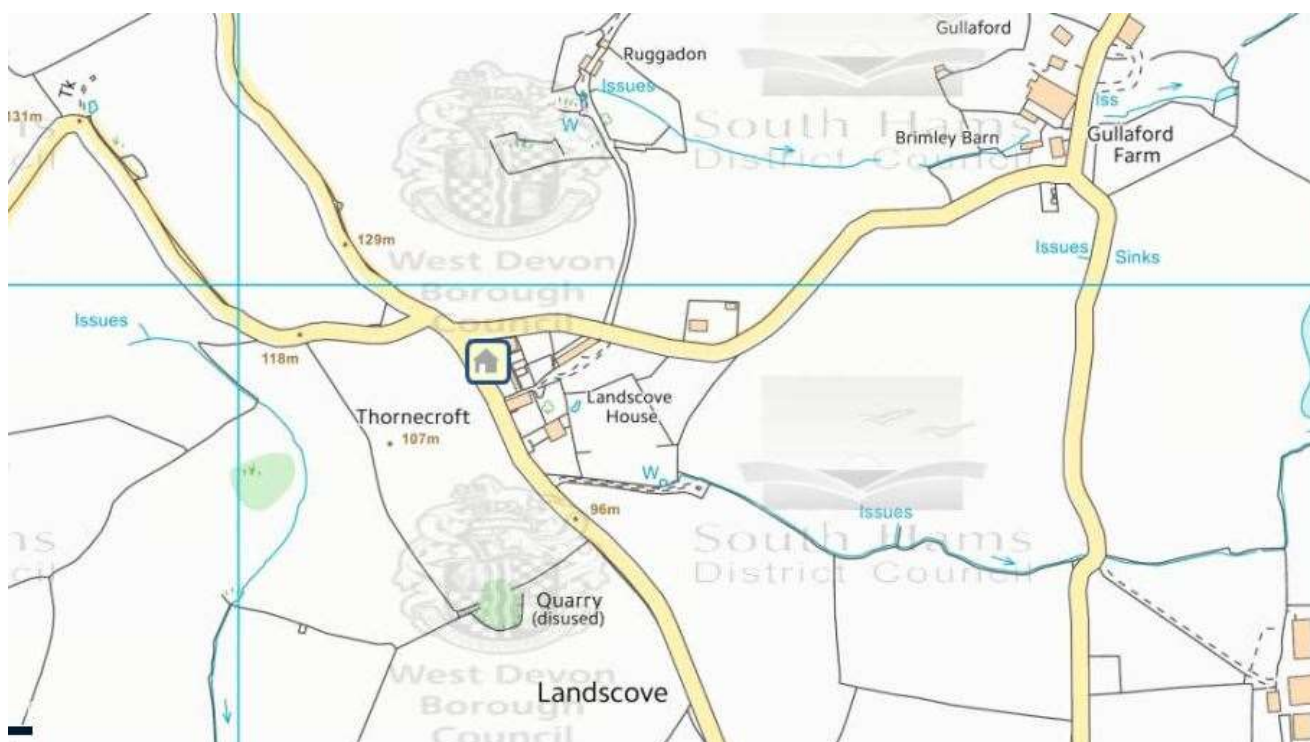 Gullaford
Ruggadon
Tk
Issues
131m
W
Iss
South Hams
District Council
Brimley Barn
Gullaford
Farm
129m
Issues
Sinks
West Devon
Borough
Council
Issues
118m
Landscove
House
Thornecroft
107m
W
96m
Issues
South Hams
District Council
Quarry
(disused)
West Devon
Borough
Council
Landscove